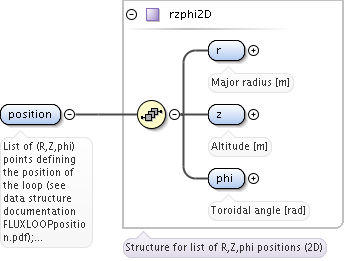 rzphi2D
r
Major radius [m]
position
z
List of (R,Z,phi)
points defining
the position of
the loop (see
data structure
documentation
FLUXLOOPpositio
n.pdf);...
Altitude [m]
phi
Toroidal angle [rad]
Structure for list of R,Z,phi positions (2D)